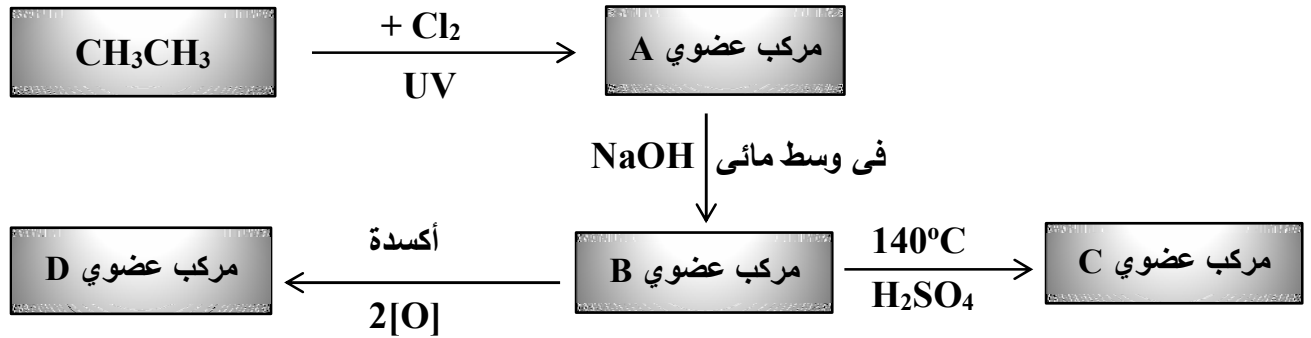 CH₃CH₃
+ Cl₂
UV
مركب عضوي A
NaOH
فى وسط مائى
مركب عضوي D
أكسدة
2[O]
مركب عضوي B
140ºC
H₂SO₄
مركب عضوي C